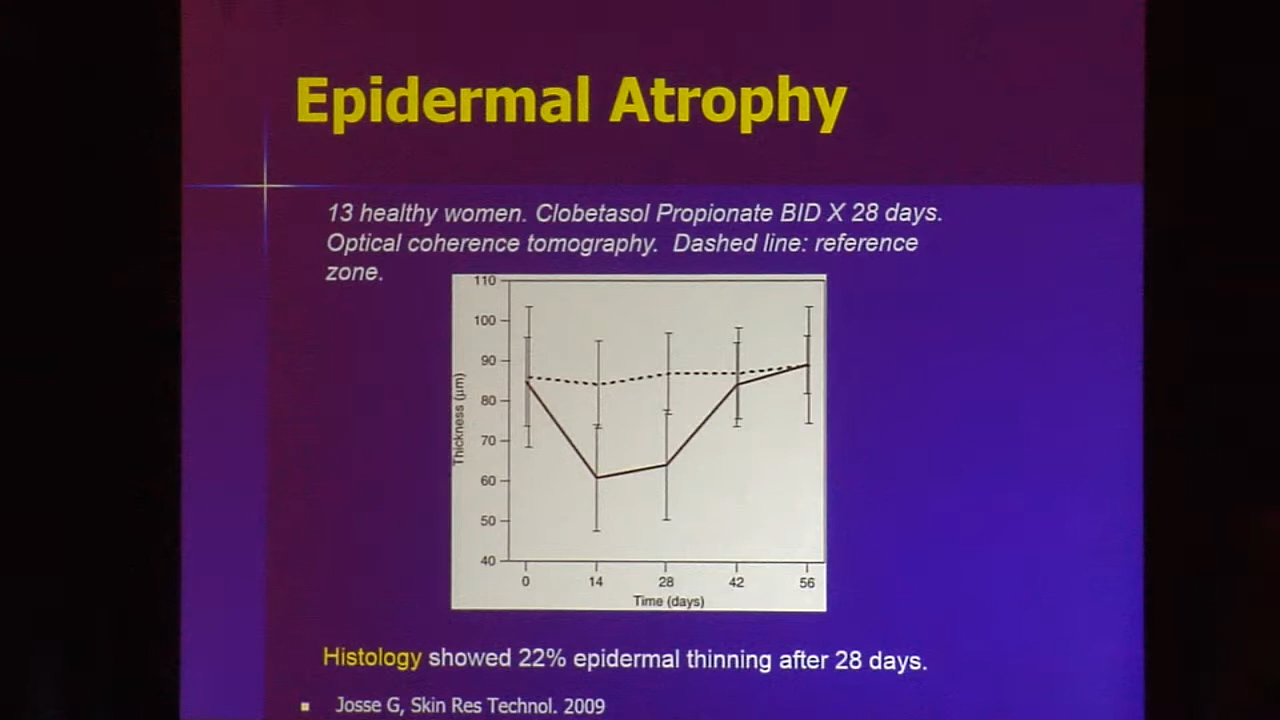 Epidermal Atrophy
13 healthy women. Clobetasol Propionate BID X 28 days.
Optical coherence tomography. Dashed line: reference
zone.
110
100
90
80
70
60
50
40
Thickness (µm)
0 14 28 42 56
Time (days)
Histology showed 22% epidermal thinning after 28 days.
Josse G, Skin Res Technol. 2009